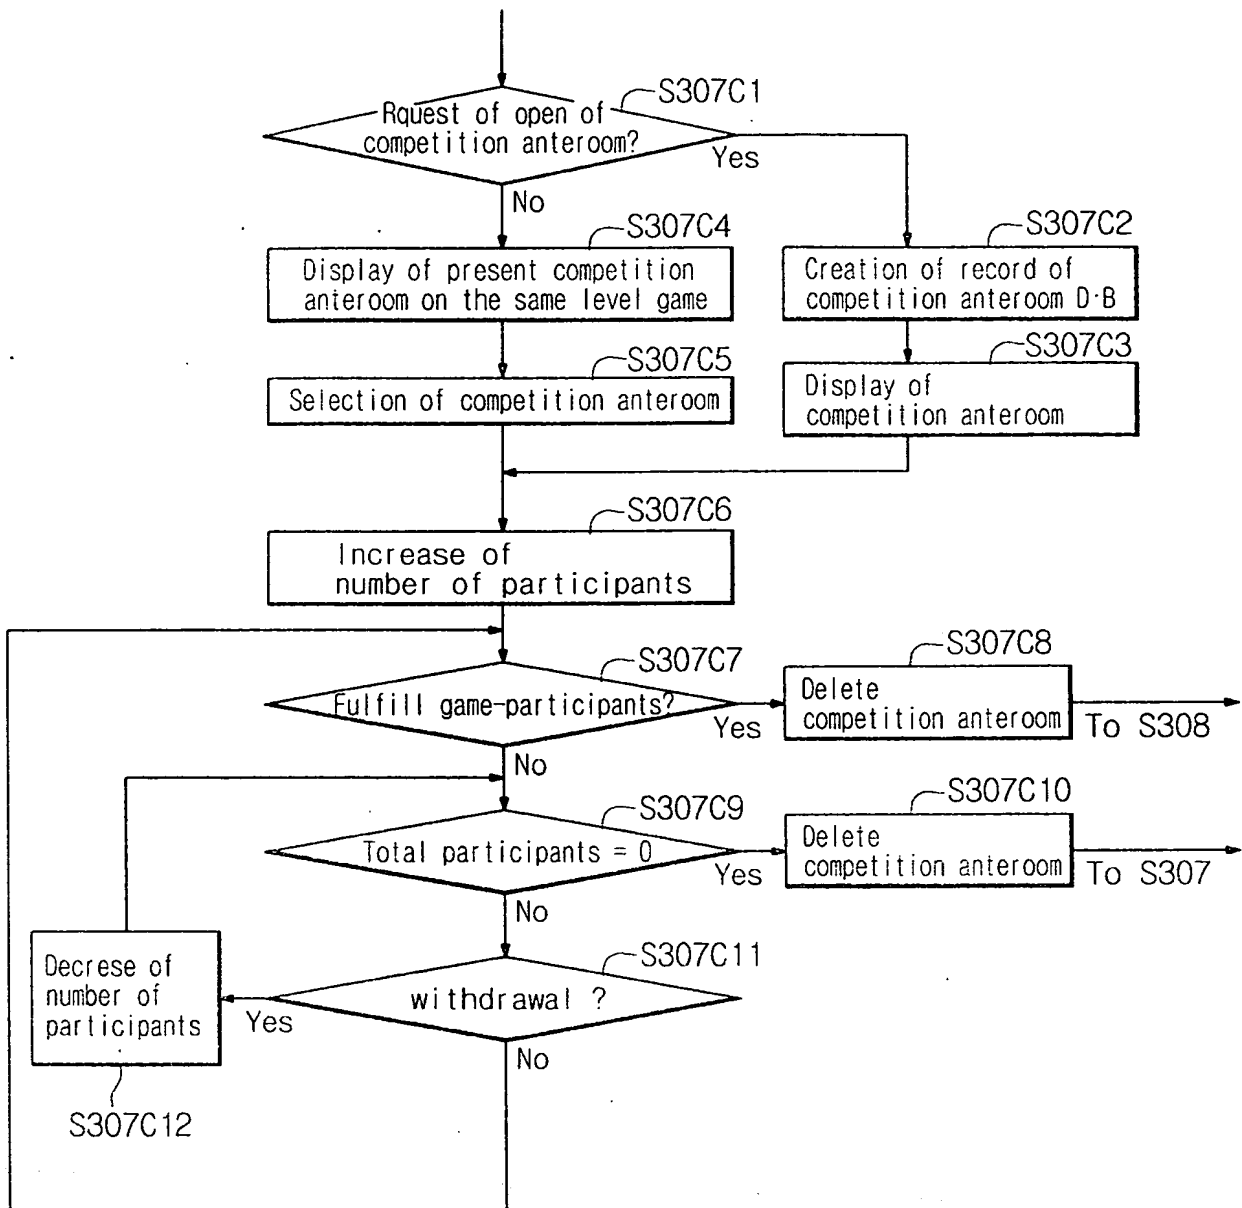 S307C1
Rquest of open of
competition anteroom?
Yes
No
S307C4
S307C2
Display of present competition
anteroom on the same level game
Creation of record of
competition anteroom D·B
S307C5
S307C3
Selection of competition anteroom
Display of
competition anteroom
S307C6
Increase of
number of participants
S307C7
S307C8
Fulfill game-participants?
Yes
Delete
competition anteroom
To S308
No
S307C9
S307C10
Total participants = 0
Yes
Delete
competition anteroom
To S307
No
S307C11
Decrese of
number of
participants
Yes
withdrawal ?
No
S307C12